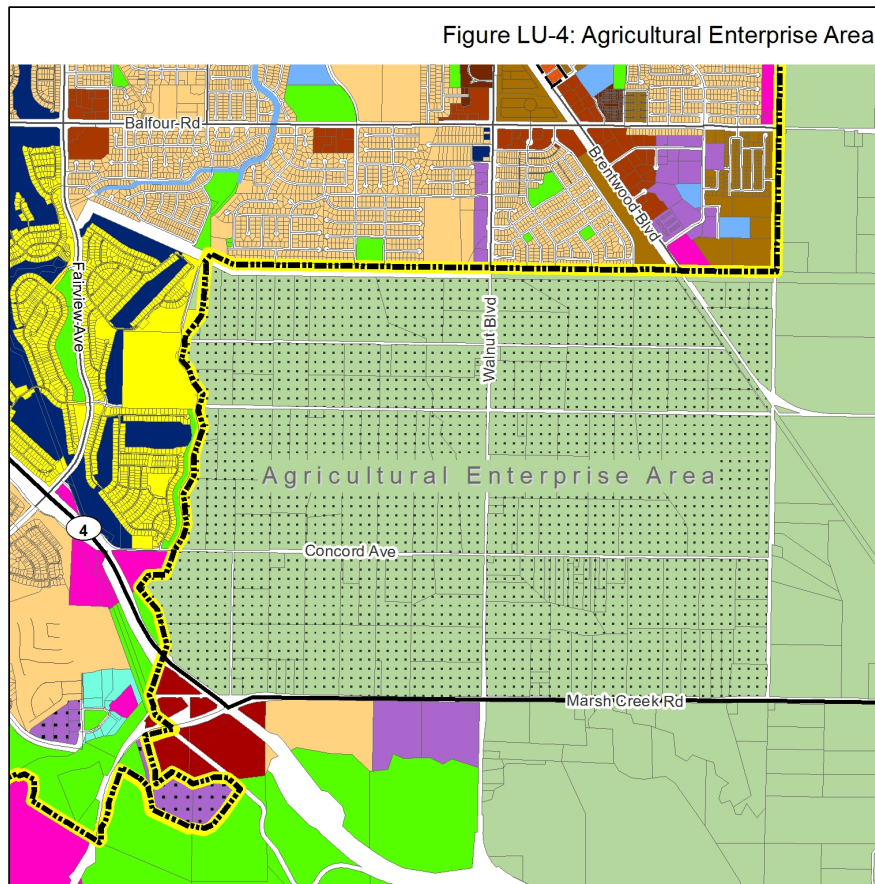 Figure LU-4: Agricultural Enterprise Area
Balfour Rd
Brentwood Blvd
Fairview Ave
Walnut Blvd
Agricultural Enterprise Area
4
Concord Ave
Marsh Creek Rd